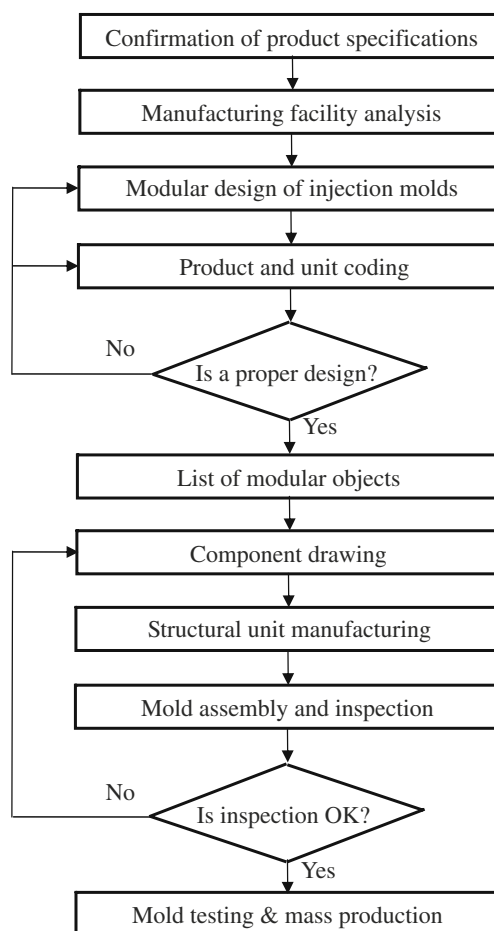 Confirmation of product specifications
Manufacturing facility analysis
Modular design of injection molds
Product and unit coding
No
Is a proper design?
Yes
List of modular objects
Component drawing
Structural unit manufacturing
Mold assembly and inspection
No
Is inspection OK?
Yes
Mold testing & mass production